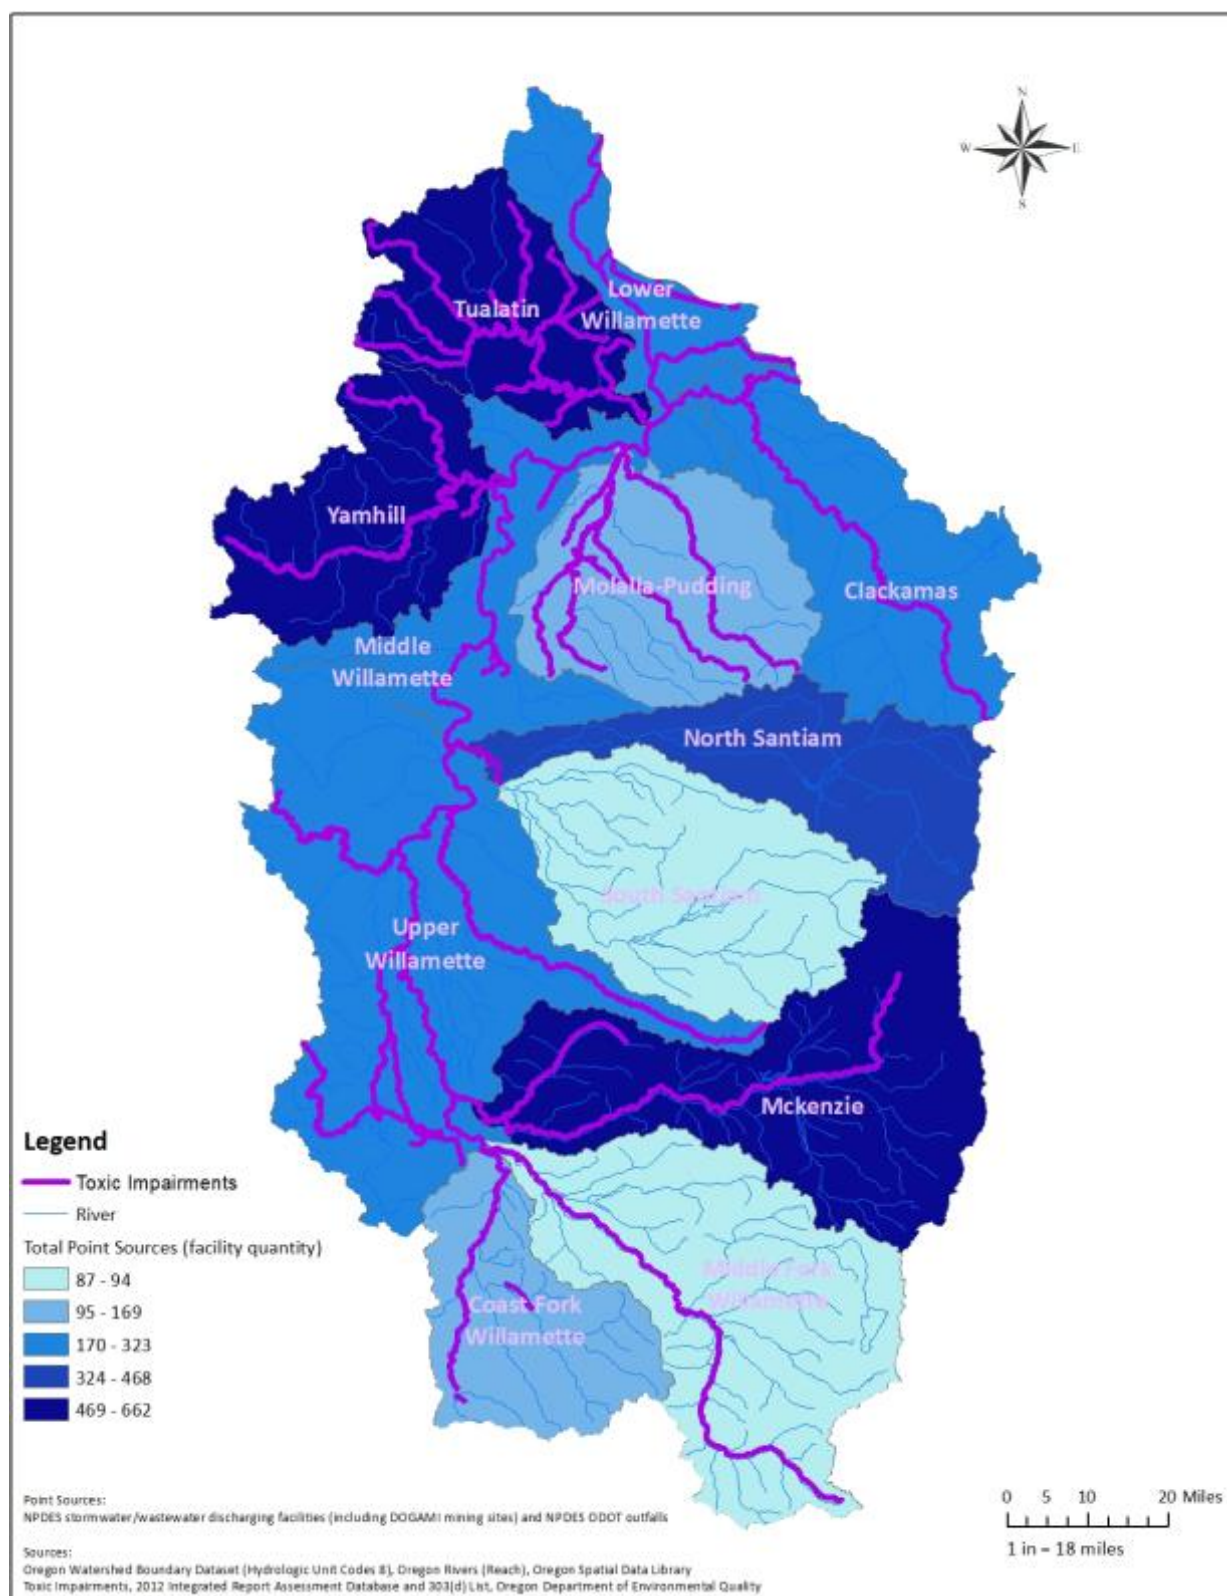 N
W E
S
Tualatin
Lower
Willamette
Yamhill
Molalla-Pudding
Clackamas
Middle
Willamette
North Santiam
South Santiam
Upper
Willamette
Mckenzie
Middle Fork
Willamette
Coast Fork
Willamette
Legend
Toxic Impairments
River
Total Point Sources (facility quantity)
87 - 94
95 - 169
170 - 323
324 - 468
469 - 662
0 5 10 20 Miles
1 in = 18 miles
Point Sources:
NPDES stormwater/wastewater discharging facilities (including DOGAMI mining sites) and NPDES ODOT outfalls
Sources:
Oregon Watershed Boundary Dataset (Hydrologic Unit Codes 8), Oregon Rivers (Reach), Oregon Spatial Data Library
Toxic Impairments, 2012 Integrated Report Assessment Database and 303(d) List, Oregon Department of Environmental Quality